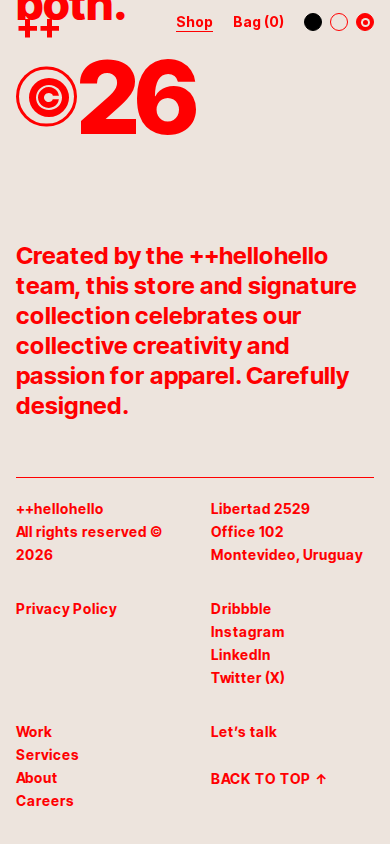 both.
++
Shop Bag (0)
©26
Created by the ++hellohello
team, this store and signature
collection celebrates our
collective creativity and
passion for apparel. Carefully
designed.
++hellohello
All rights reserved ©
2026
Libertad 2529
Office 102
Montevideo, Uruguay
Privacy Policy
Dribbble
Instagram
LinkedIn
Twitter (X)
Work
Services
About
Careers
Let’s talk
BACK TO TOP ↑